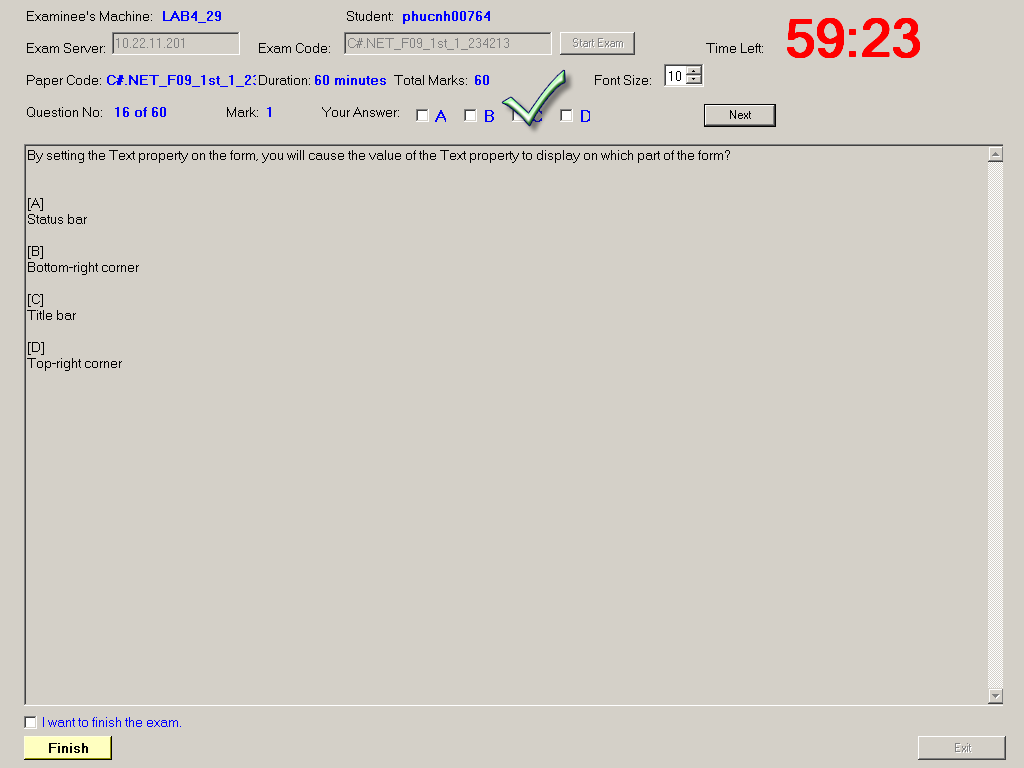 Examinee's Machine: LAB4_29 Student: phucnh00764
Exam Server: 10.22.11.201 Exam Code: C#.NET_F09_1st_1_234213 Start Exam Time Left: 59:23
Paper Code: C#.NET_F09_1st_1_23 Duration: 60 minutes Total Marks: 60 Font Size: 10
Question No: 16 of 60 Mark: 1 Your Answer: A B C D Next
By setting the Text property on the form, you will cause the value of the Text property to display on which part of the form?
[A]
Status bar
[B]
Bottom-right corner
[C]
Title bar
[D]
Top-right corner
I want to finish the exam.
Finish Exit